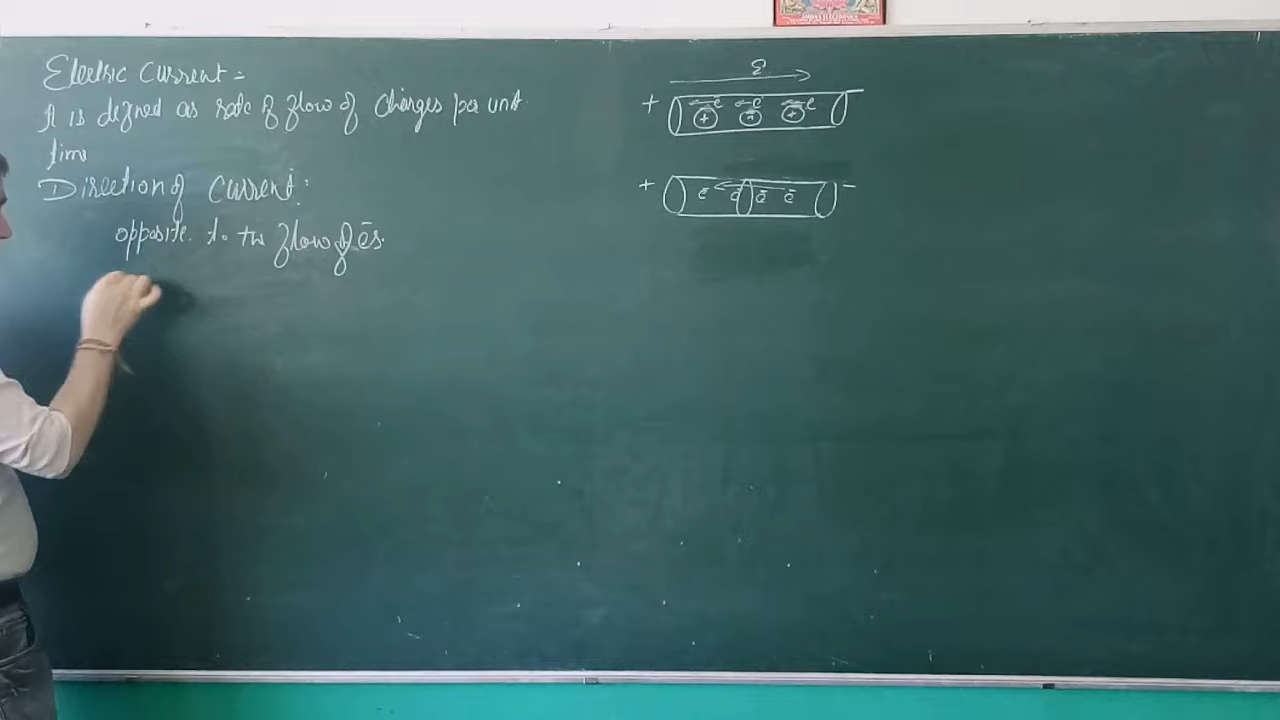 Electric Current =
It is defined as rate of flow of charges per unit
time
Direction of Current:
opposite to the flow of ēs.
E
+ e e e −
+ + +
+ ē ē ē ē −